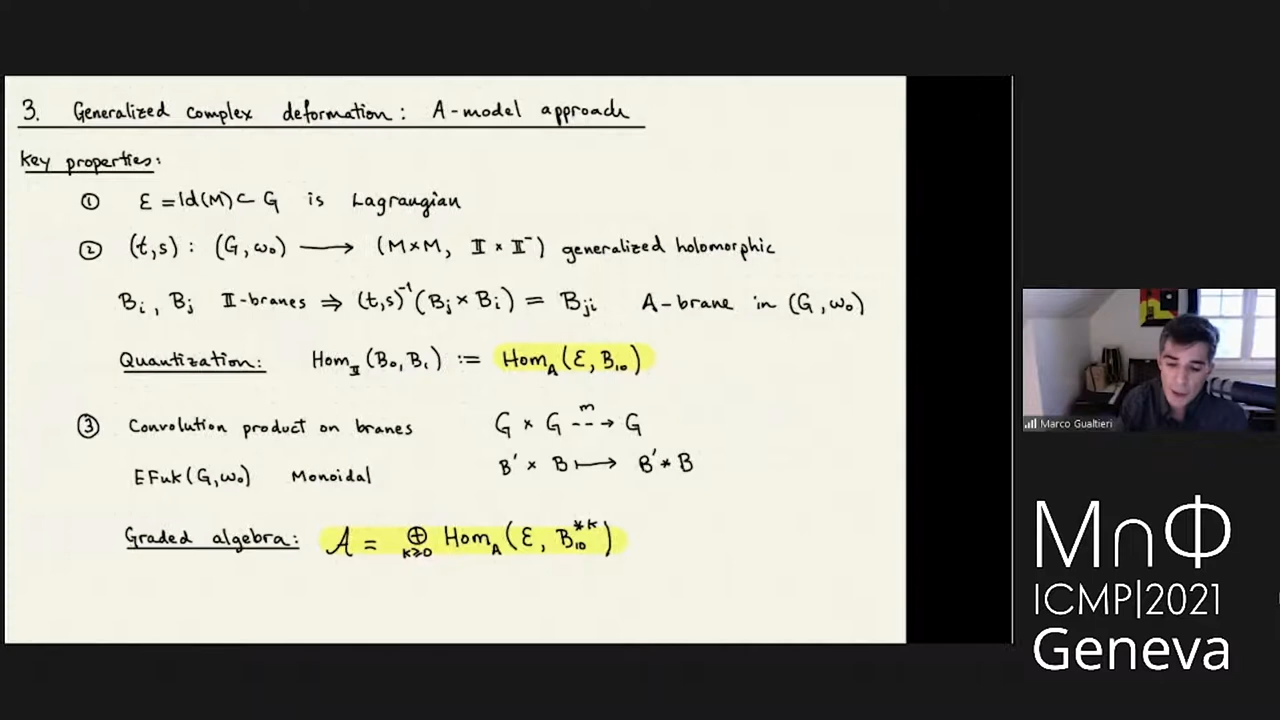 3. Generalized complex deformation: A-model approach
Key properties:
① ε = Id(M) ⊂ G is Lagrangian
② (t,s) : (G, ω₀) ⟶ (M×M, 𝕀 × 𝕀⁻) generalized holomorphic
Bᵢ, Bⱼ 𝕀-branes ⇒ (t,s)⁻¹(Bⱼ × Bᵢ) = Bⱼᵢ A-brane in (G, ω₀)
Quantization: Hom_𝕀(B₀, B₁) := Hom_A(ε, B₁₀)
③ Convolution product on branes G × G --m--> G
EFuk(G, ω₀) Monoidal B′ × B ⟼ B′ * B
Graded algebra: 𝒜 = ⊕_{k≥0} Hom_A(ε, B₁₀^{*k})
Marco Gualtieri
M∩Φ
ICMP|2021
Geneva